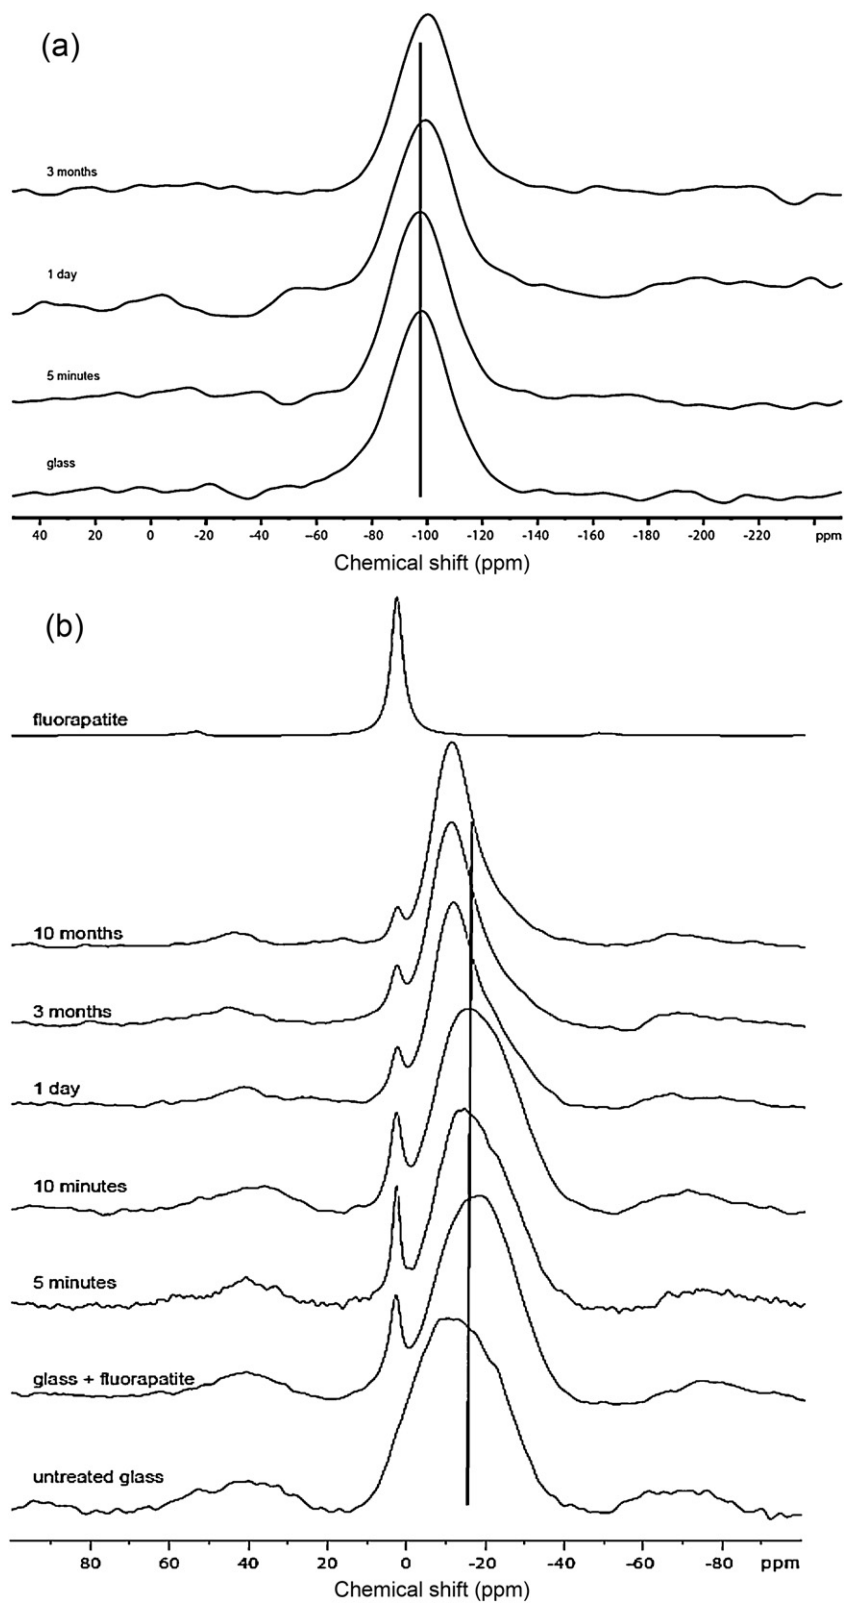 (a)
3 months
1 day
5 minutes
glass
40 20 0 -20 -40 -60 -80 -100 -120 -140 -160 -180 -200 -220 ppm
Chemical shift (ppm)
(b)
fluorapatite
10 months
3 months
1 day
10 minutes
5 minutes
glass + fluorapatite
untreated glass
80 60 40 20 0 -20 -40 -60 -80 ppm
Chemical shift (ppm)